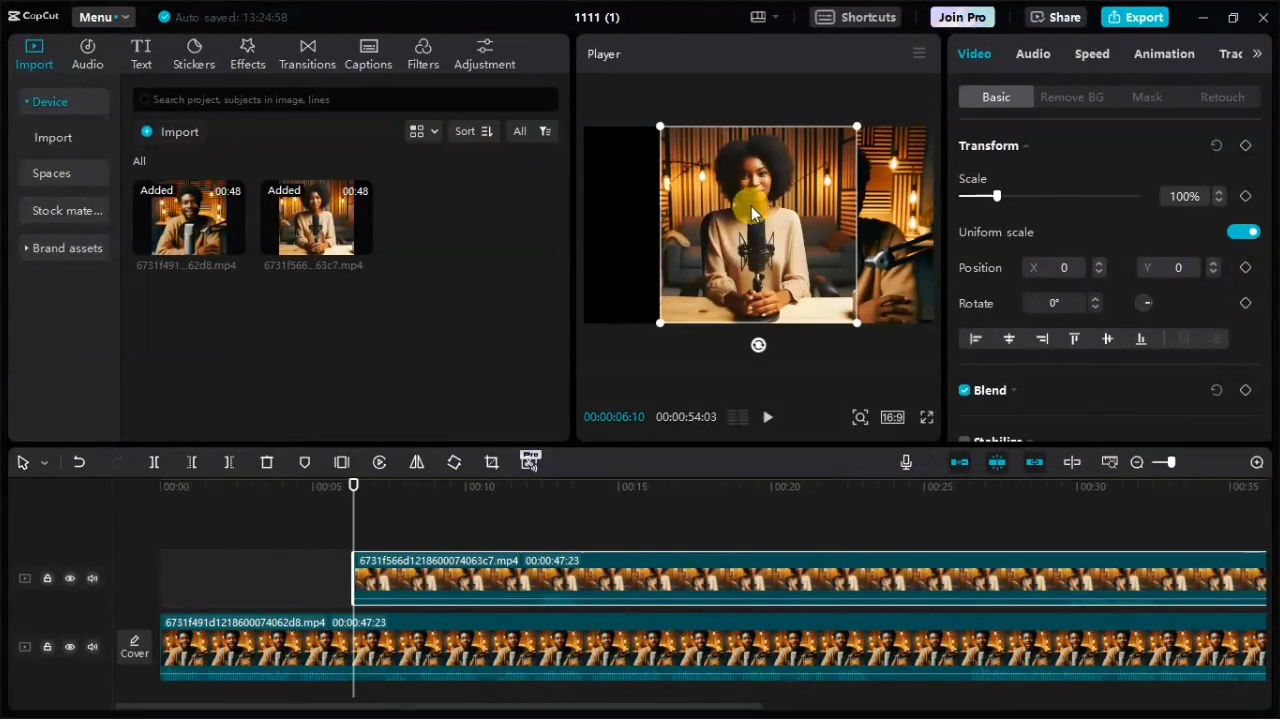 CapCut
Menu
Auto saved: 13:24:58
1111 (1)
Shortcuts
Join Pro
Share
Export
Import
Audio
Text
Stickers
Effects
Transitions
Captions
Filters
Adjustment
Device
Import
Spaces
Stock mate...
Brand assets
Search project, subjects in image, lines
Import
Sort
All
All
Added
00:48
6731f491...62d8.mp4
Added
00:48
6731f566...63c7.mp4
Player
00:00:06:10
00:00:54:03
16:9
Video
Audio
Speed
Animation
Trac
Basic
Remove BG
Mask
Retouch
Transform
Scale
100%
Uniform scale
Position
X 0
Y 0
Rotate
0°
Blend
Stabilize
Pro
00:00
00:05
00:10
00:15
00:20
00:25
00:30
00:35
6731f566d1218600074063c7.mp4 00:00:47:23
Cover
6731f491d1218600074062d8.mp4 00:00:47:23